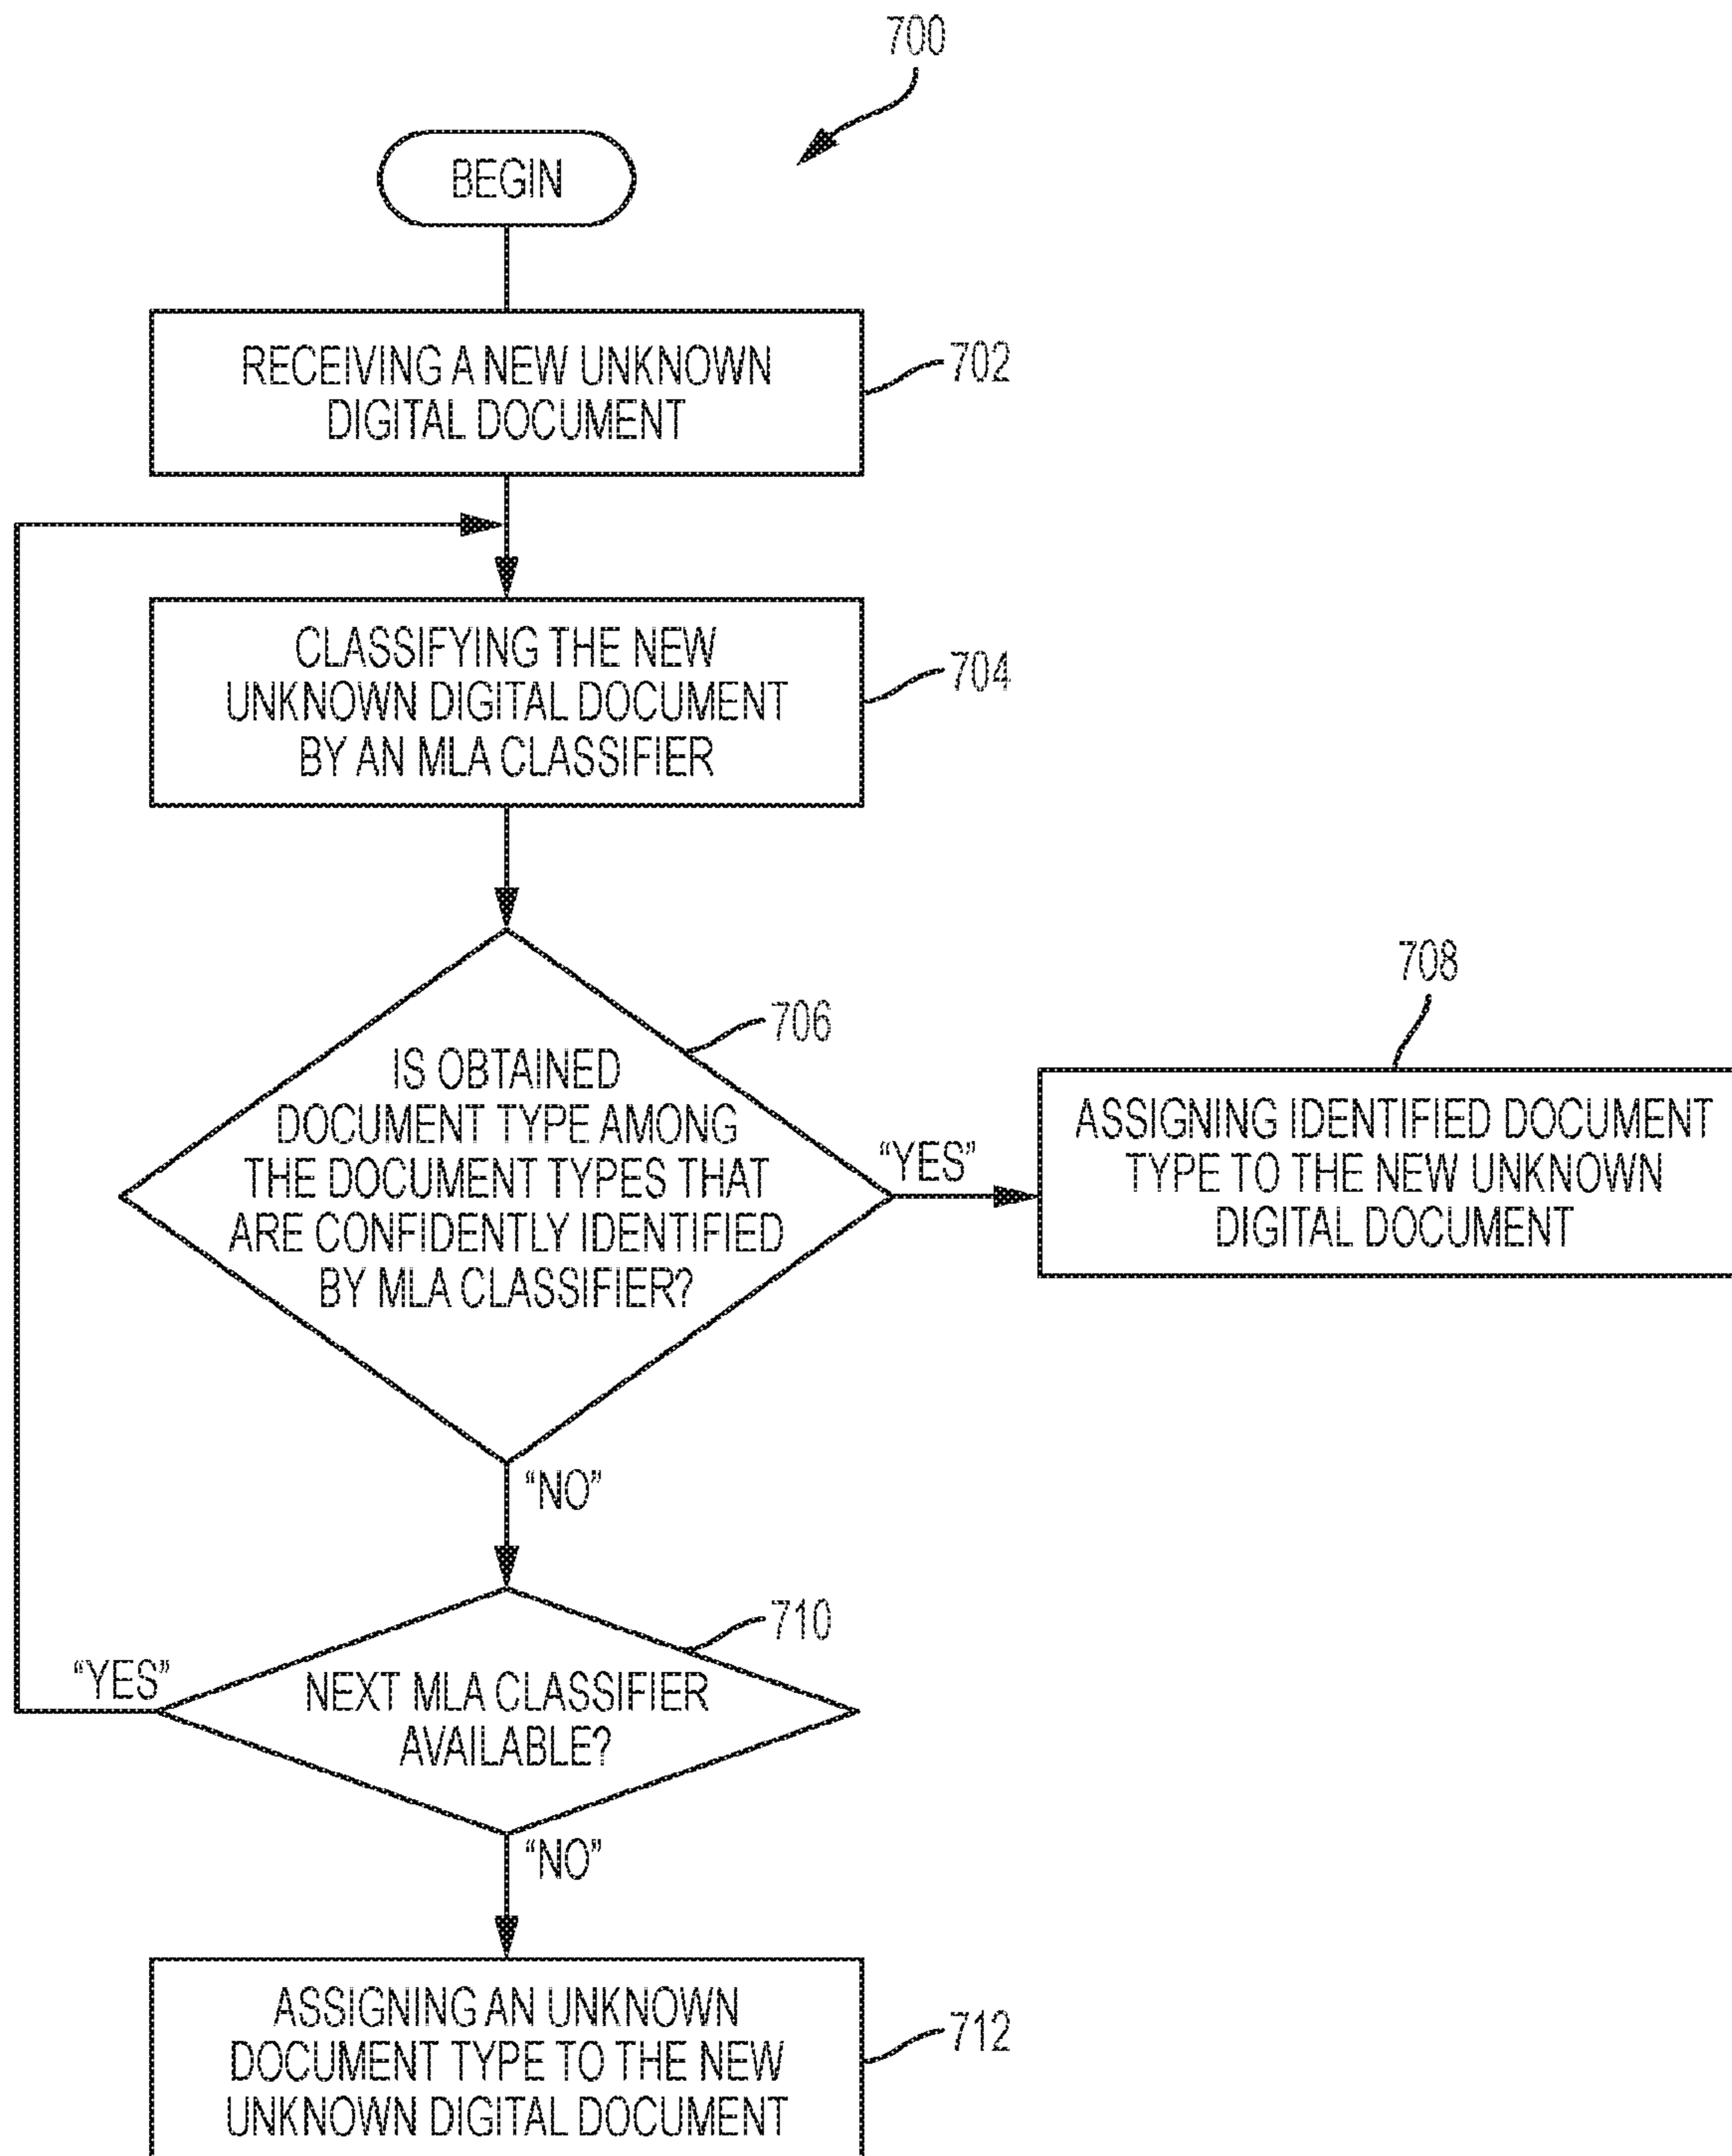 700
BEGIN
RECEIVING A NEW UNKNOWN
DIGITAL DOCUMENT
702
CLASSIFYING THE NEW
UNKNOWN DIGITAL DOCUMENT
BY AN MLA CLASSIFIER
704
IS OBTAINED
DOCUMENT TYPE AMONG
THE DOCUMENT TYPES THAT
ARE CONFIDENTLY IDENTIFIED
BY MLA CLASSIFIER?
706
“YES”
708
ASSIGNING IDENTIFIED DOCUMENT
TYPE TO THE NEW UNKNOWN
DIGITAL DOCUMENT
“NO”
710
“YES”
NEXT MLA CLASSIFIER
AVAILABLE?
“NO”
ASSIGNING AN UNKNOWN
DOCUMENT TYPE TO THE NEW
UNKNOWN DIGITAL DOCUMENT
712